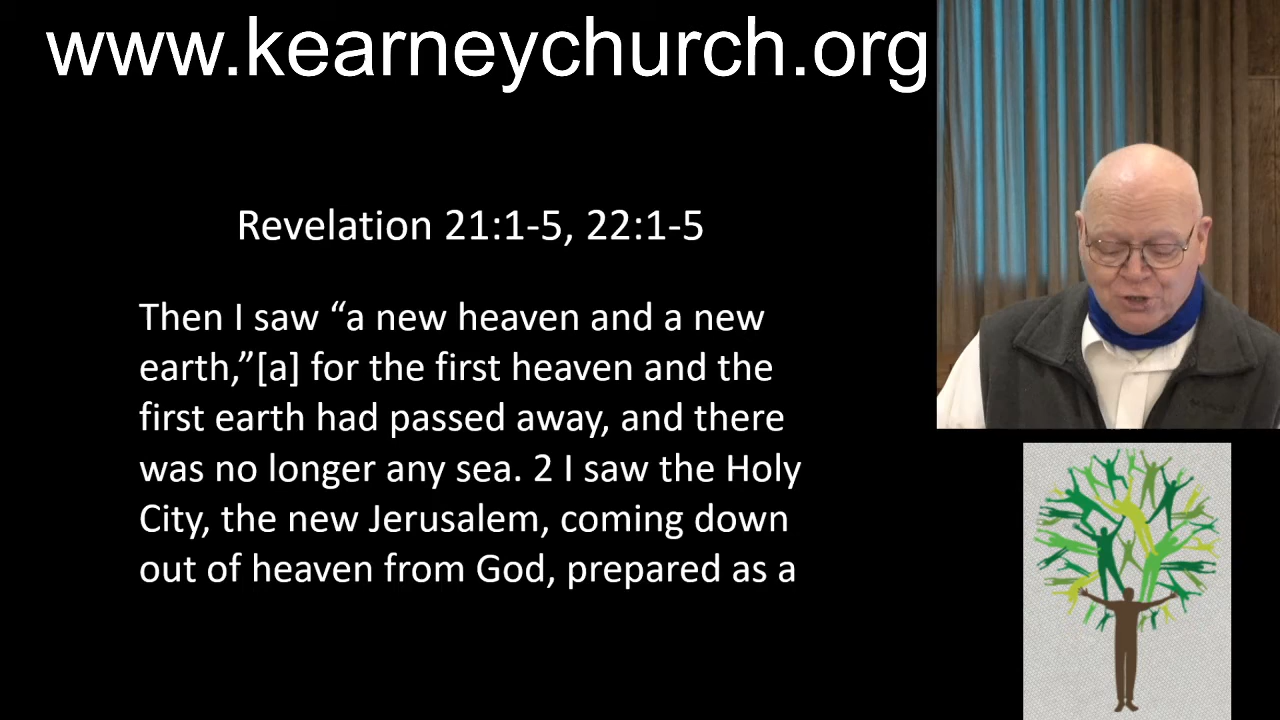 www.kearneychurch.org
Revelation 21:1-5, 22:1-5
Then I saw “a new heaven and a new
earth,”[a] for the first heaven and the
first earth had passed away, and there
was no longer any sea. 2 I saw the Holy
City, the new Jerusalem, coming down
out of heaven from God, prepared as a